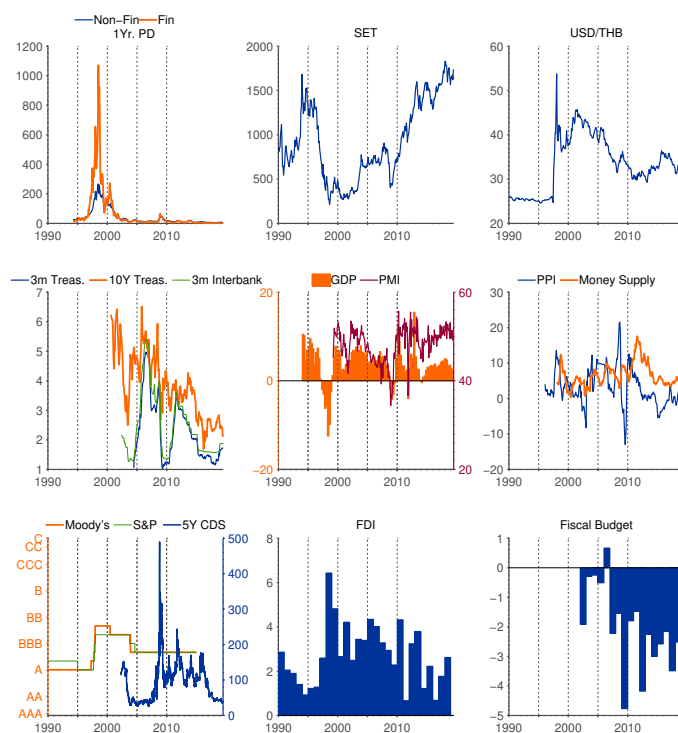 Non−Fin Fin
1Yr. PD
1200
1000
800
600
400
200
0
1990 2000 2010
SET
2000
1500
1000
500
0
1990 2000 2010
USD/THB
60
50
40
30
20
1990 2000 2010
3m Treas. 10Y Treas. 3m Interbank
7
6
5
4
3
2
1
1990 2000 2010
GDP PMI
20 60
0 40
−20 20
1990 2000 2010
PPI Money Supply
30
20
10
0
−10
−20
1990 2000 2010
Moody's S&P 5Y CDS
C 500
CC
CCC
400
B
300
BB
BBB 200
A
100
AA
AAA 0
1990 2000 2010
FDI
8
6
4
2
0
1990 2000 2010
Fiscal Budget
0
−1
−2
−3
−4
−5
1990 2000 2010